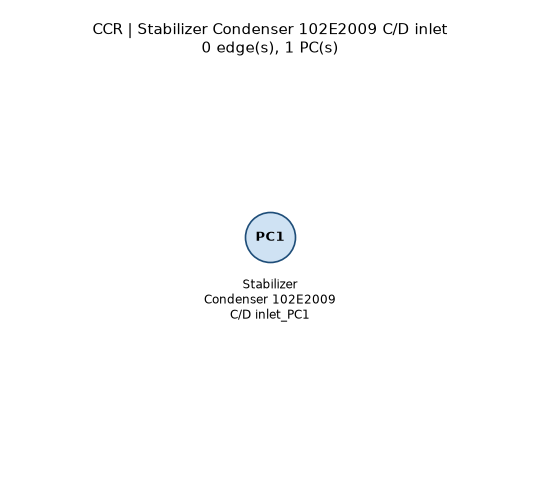 CCR | Stabilizer Condenser 102E2009 C/D inlet
0 edge(s), 1 PC(s)
PC1
Stabilizer
Condenser 102E2009
C/D inlet_PC1